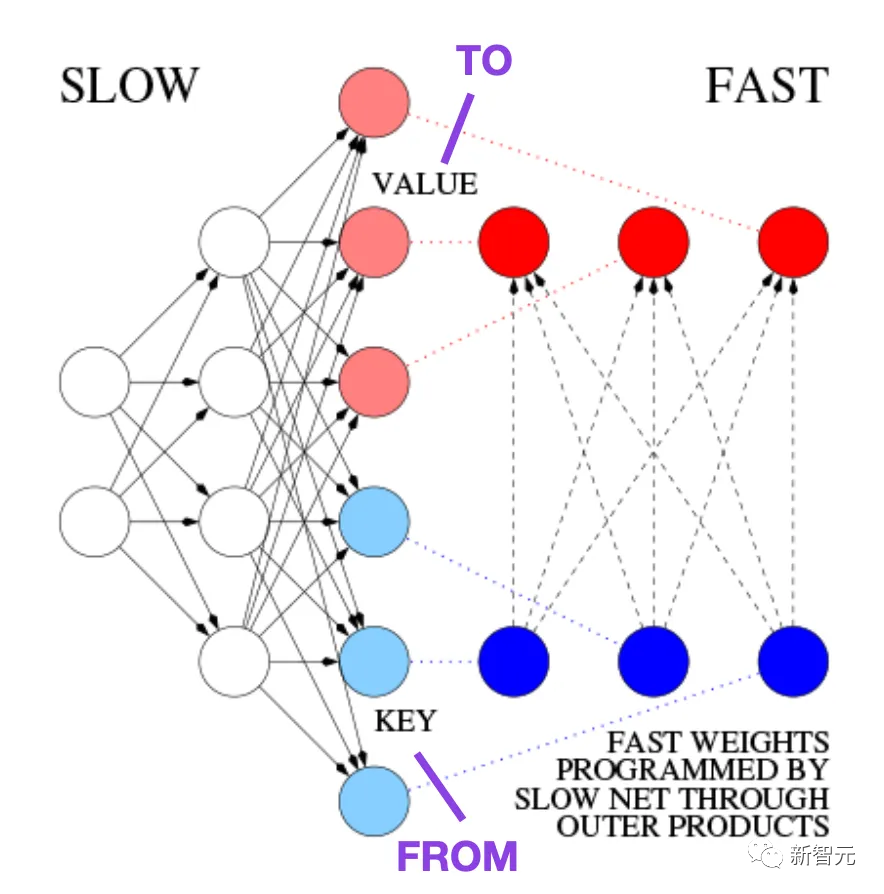 TO
SLOW
FAST
VALUE
KEY
FAST WEIGHTS
PROGRAMMED BY
SLOW NET THROUGH
OUTER PRODUCTS
FROM
新智元